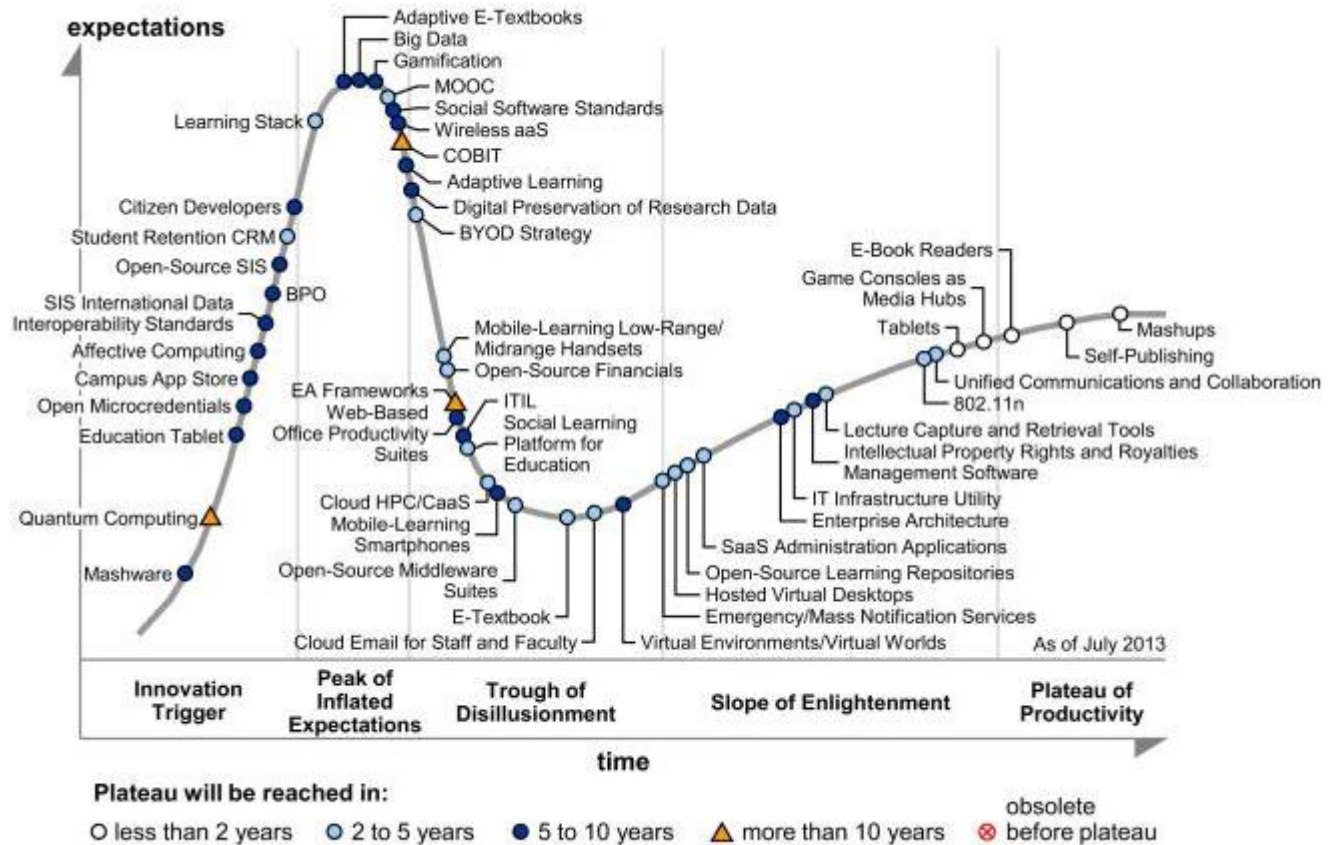 expectations
Adaptive E-Textbooks
Big Data
Gamification
MOOC
Social Software Standards
Wireless aaS
COBIT
Adaptive Learning
Digital Preservation of Research Data
BYOD Strategy
Learning Stack
Citizen Developers
Student Retention CRM
Open-Source SIS
BPO
SIS International Data
Interoperability Standards
Affective Computing
Campus App Store
Open Microcredentials
Education Tablet
Quantum Computing
Mashware
Mobile-Learning Low-Range/
Midrange Handsets
Open-Source Financials
EA Frameworks
Web-Based
Office Productivity
Suites
ITIL
Social Learning
Platform for
Education
Cloud HPC/CaaS
Mobile-Learning
Smartphones
Open-Source Middleware
Suites
E-Textbook
Cloud Email for Staff and Faculty
Virtual Environments/Virtual Worlds
Emergency/Mass Notification Services
Hosted Virtual Desktops
Open-Source Learning Repositories
SaaS Administration Applications
Enterprise Architecture
IT Infrastructure Utility
Intellectual Property Rights and Royalties
Management Software
Lecture Capture and Retrieval Tools
802.11n
Unified Communications and Collaboration
Tablets
Game Consoles as
Media Hubs
E-Book Readers
Self-Publishing
Mashups
As of July 2013
Innovation
Trigger
Peak of
Inflated
Expectations
Trough of
Disillusionment
Slope of Enlightenment
Plateau of
Productivity
time
Plateau will be reached in:
less than 2 years
2 to 5 years
5 to 10 years
more than 10 years
obsolete
before plateau